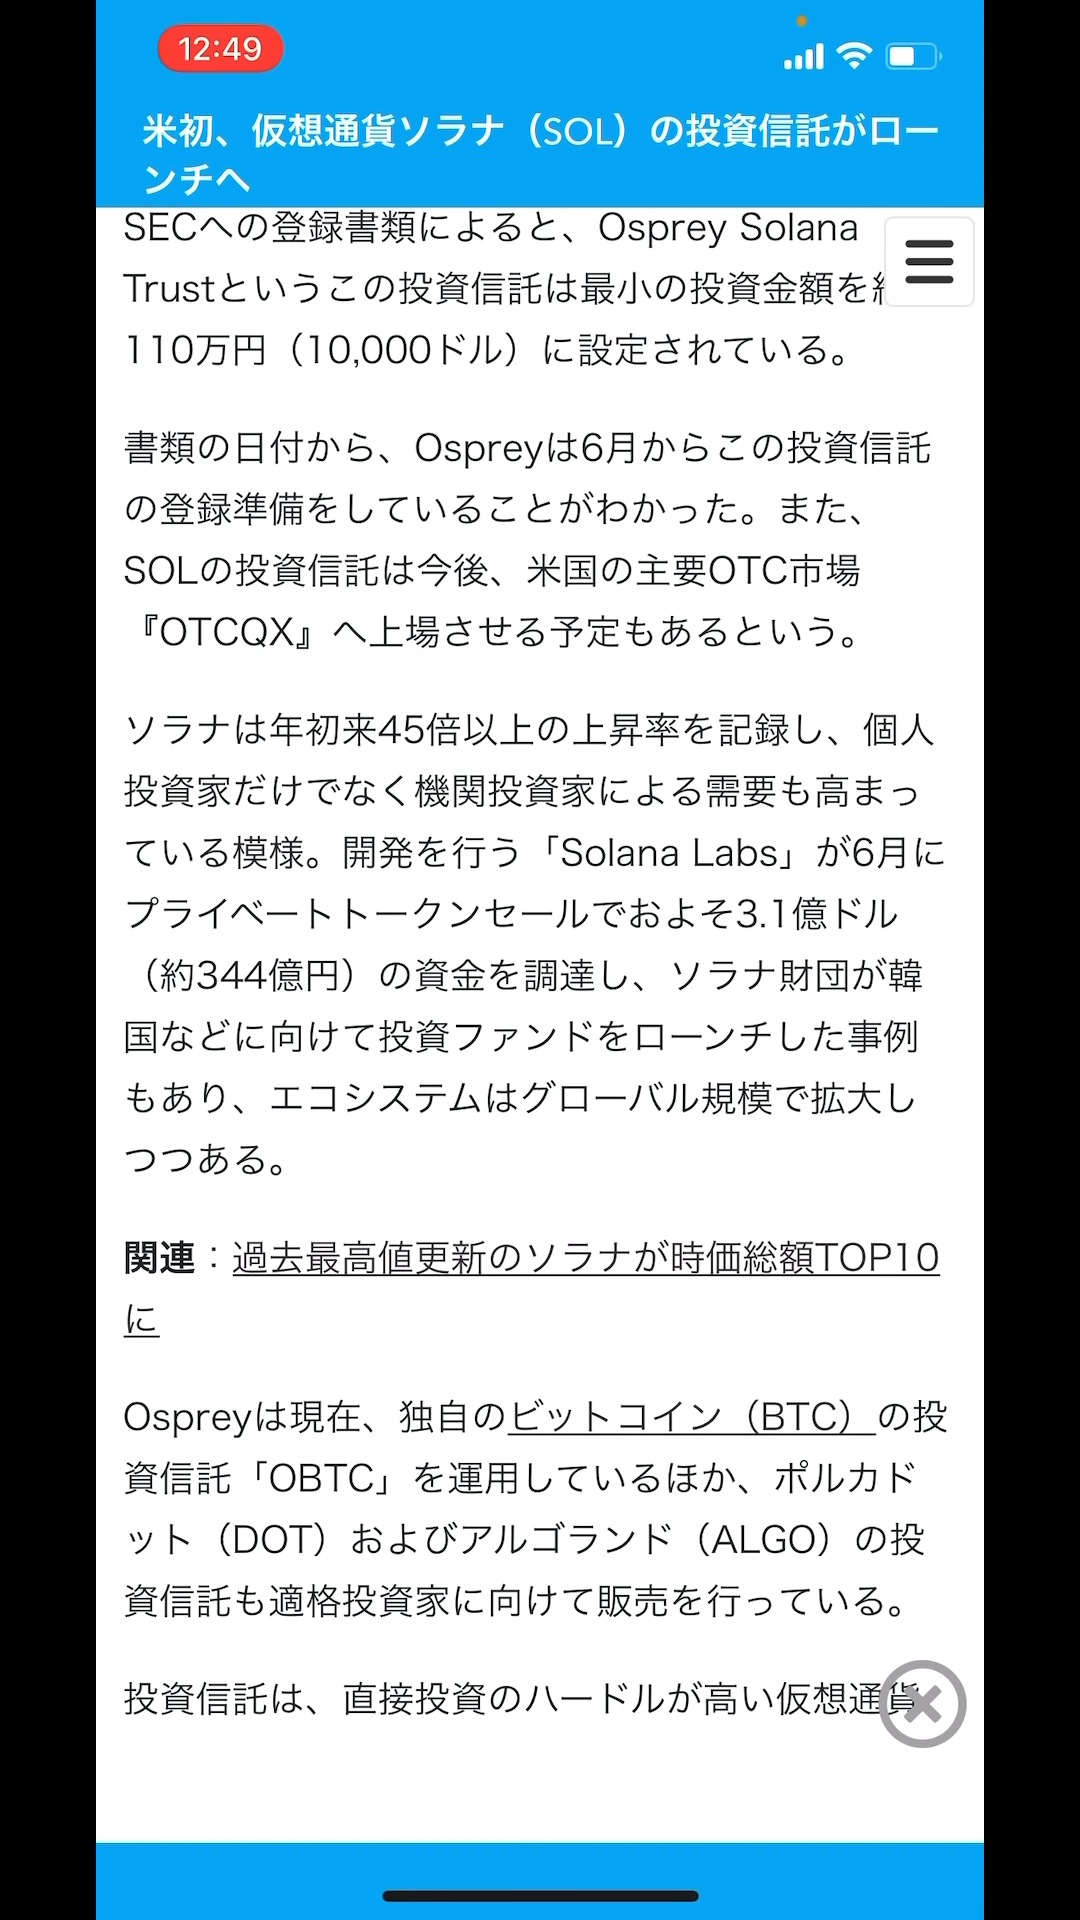 12:49
米初、仮想通貨ソラナ（SOL）の投資信託がロー
ンチへ
SECへの登録書類によると、Osprey Solana
Trustというこの投資信託は最小の投資金額を
110万円（10,000ドル）に設定されている。
書類の日付から、Ospreyは6月からこの投資信託
の登録準備をしていることがわかった。また、
SOLの投資信託は今後、米国の主要OTC市場
『OTCQX』へ上場させる予定もあるという。
ソラナは年初来45倍以上の上昇率を記録し、個人
投資家だけでなく機関投資家による需要も高まっ
ている模様。開発を行う「Solana Labs」が6月に
プライベートトークンセールでおよそ3.1億ドル
（約344億円）の資金を調達し、ソラナ財団が韓
国などに向けて投資ファンドをローンチした事例
もあり、エコシステムはグローバル規模で拡大し
つつある。
関連：過去最高値更新のソラナが時価総額TOP10
に
Ospreyは現在、独自のビットコイン（BTC）の投
資信託「OBTC」を運用しているほか、ポルカド
ット（DOT）およびアルゴランド（ALGO）の投
資信託も適格投資家に向けて販売を行っている。
投資信託は、直接投資のハードルが高い仮想通貨